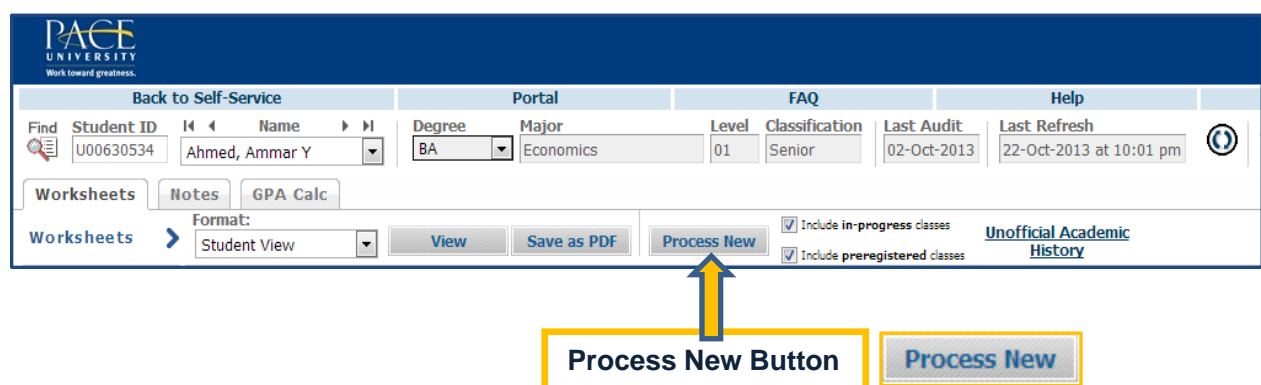 PACE
UNIVERSITY
Work toward greatness.
Back to Self-Service Portal FAQ Help
Find Student ID Name Degree Major Level Classification Last Audit Last Refresh
U00630534 Ahmed, Ammar Y BA Economics 01 Senior 02-Oct-2013 22-Oct-2013 at 10:01 pm
Worksheets Notes GPA Calc
Format:
Worksheets Student View View Save as PDF Process New
Include in-progress classes
Include preregistered classes
Unofficial Academic
History
Process New Button Process New